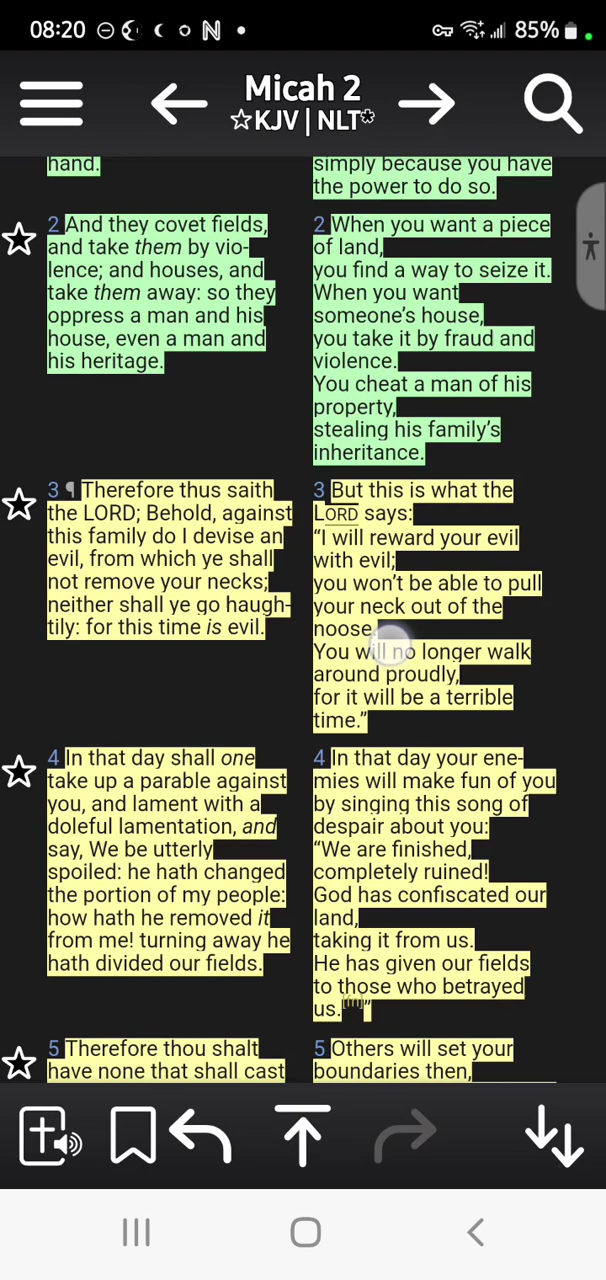 08:20
85%
Micah 2
☆KJV | NLT*
hand.
2 And they covet fields,
and take them by vio-
lence; and houses, and
take them away: so they
oppress a man and his
house, even a man and
his heritage.
3 ¶ Therefore thus saith
the LORD; Behold, against
this family do I devise an
evil, from which ye shall
not remove your necks;
neither shall ye go haugh-
tily: for this time is evil.
4 In that day shall one
take up a parable against
you, and lament with a
doleful lamentation, and
say, We be utterly
spoiled: he hath changed
the portion of my people:
how hath he removed it
from me! turning away he
hath divided our fields.
5 Therefore thou shalt
have none that shall cast
simply because you have
the power to do so.
2 When you want a piece
of land,
you find a way to seize it.
When you want
someone's house,
you take it by fraud and
violence.
You cheat a man of his
property,
stealing his family's
inheritance.
3 But this is what the
LORD says:
“I will reward your evil
with evil;
you won't be able to pull
your neck out of the
noose.
You will no longer walk
around proudly,
for it will be a terrible
time.”
4 In that day your ene-
mies will make fun of you
by singing this song of
despair about you:
“We are finished,
completely ruined!
God has confiscated our
land,
taking it from us.
He has given our fields
to those who betrayed
us.[fn]”
5 Others will set your
boundaries then,